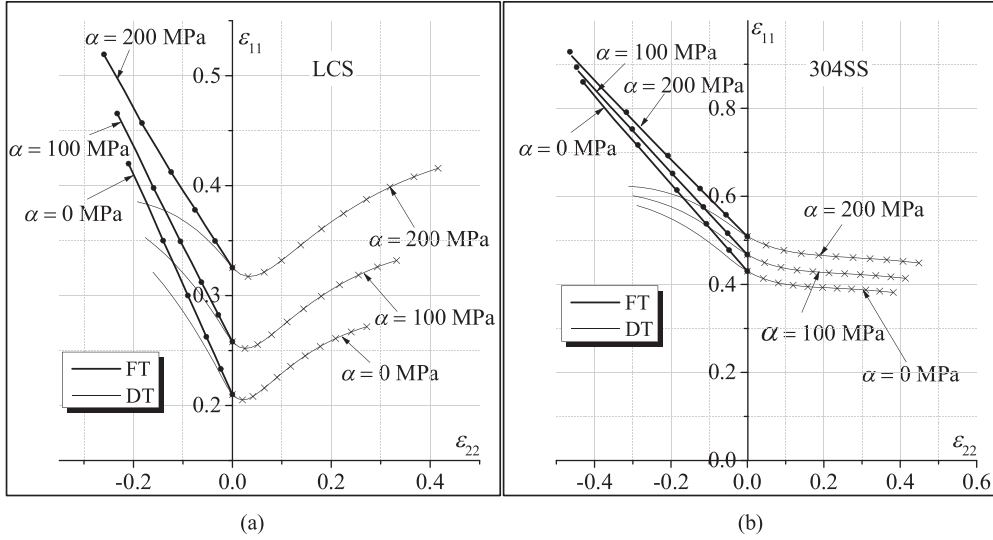 ε11
α = 200 MPa
LCS
0.5
α = 100 MPa
0.4
α = 0 MPa
α = 200 MPa
0.3
α = 100 MPa
FT
DT
α = 0 MPa
0.2
ε22
-0.2 0.0 0.2 0.4
(a)
ε11
α = 100 MPa
304SS
α = 200 MPa
0.8
α = 0 MPa
0.6
α = 200 MPa
0.4
FT
DT
α = 100 MPa
α = 0 MPa
0.2
0.0
ε22
-0.4 -0.2 0.0 0.2 0.4 0.6
(b)